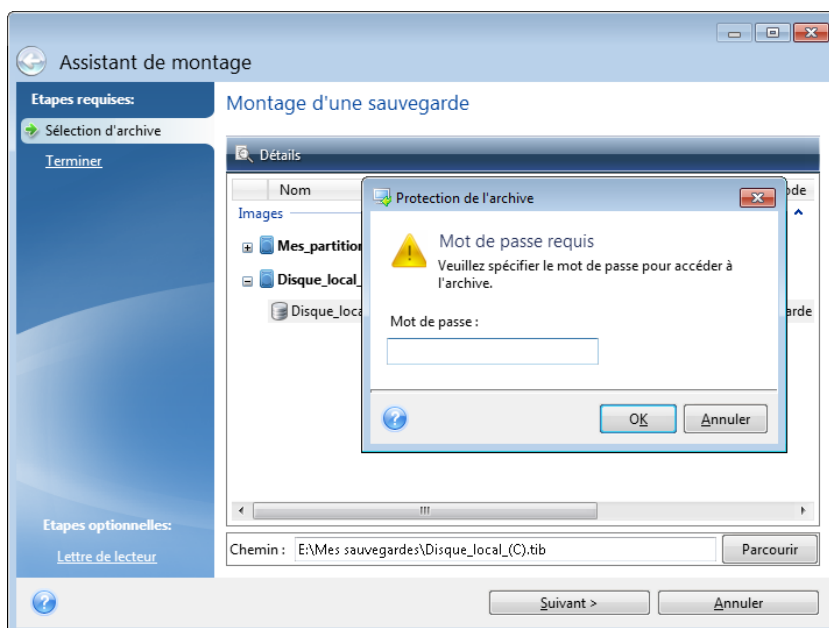 Assistant de montage
Etapes requises:
Sélection d'archive
Terminer
Etapes optionnelles:
Lettre de lecteur
Montage d'une sauvegarde
Détails
Nom
ode
Images
Mes_partition
Disque_local_
Disque_loca
arde
Protection de l'archive
Mot de passe requis
Veuillez spécifier le mot de passe pour accéder à
l'archive.
Mot de passe :
OK
Annuler
Chemin : E:\Mes sauvegardes\Disque_local_(C).tib
Parcourir
Suivant >
Annuler